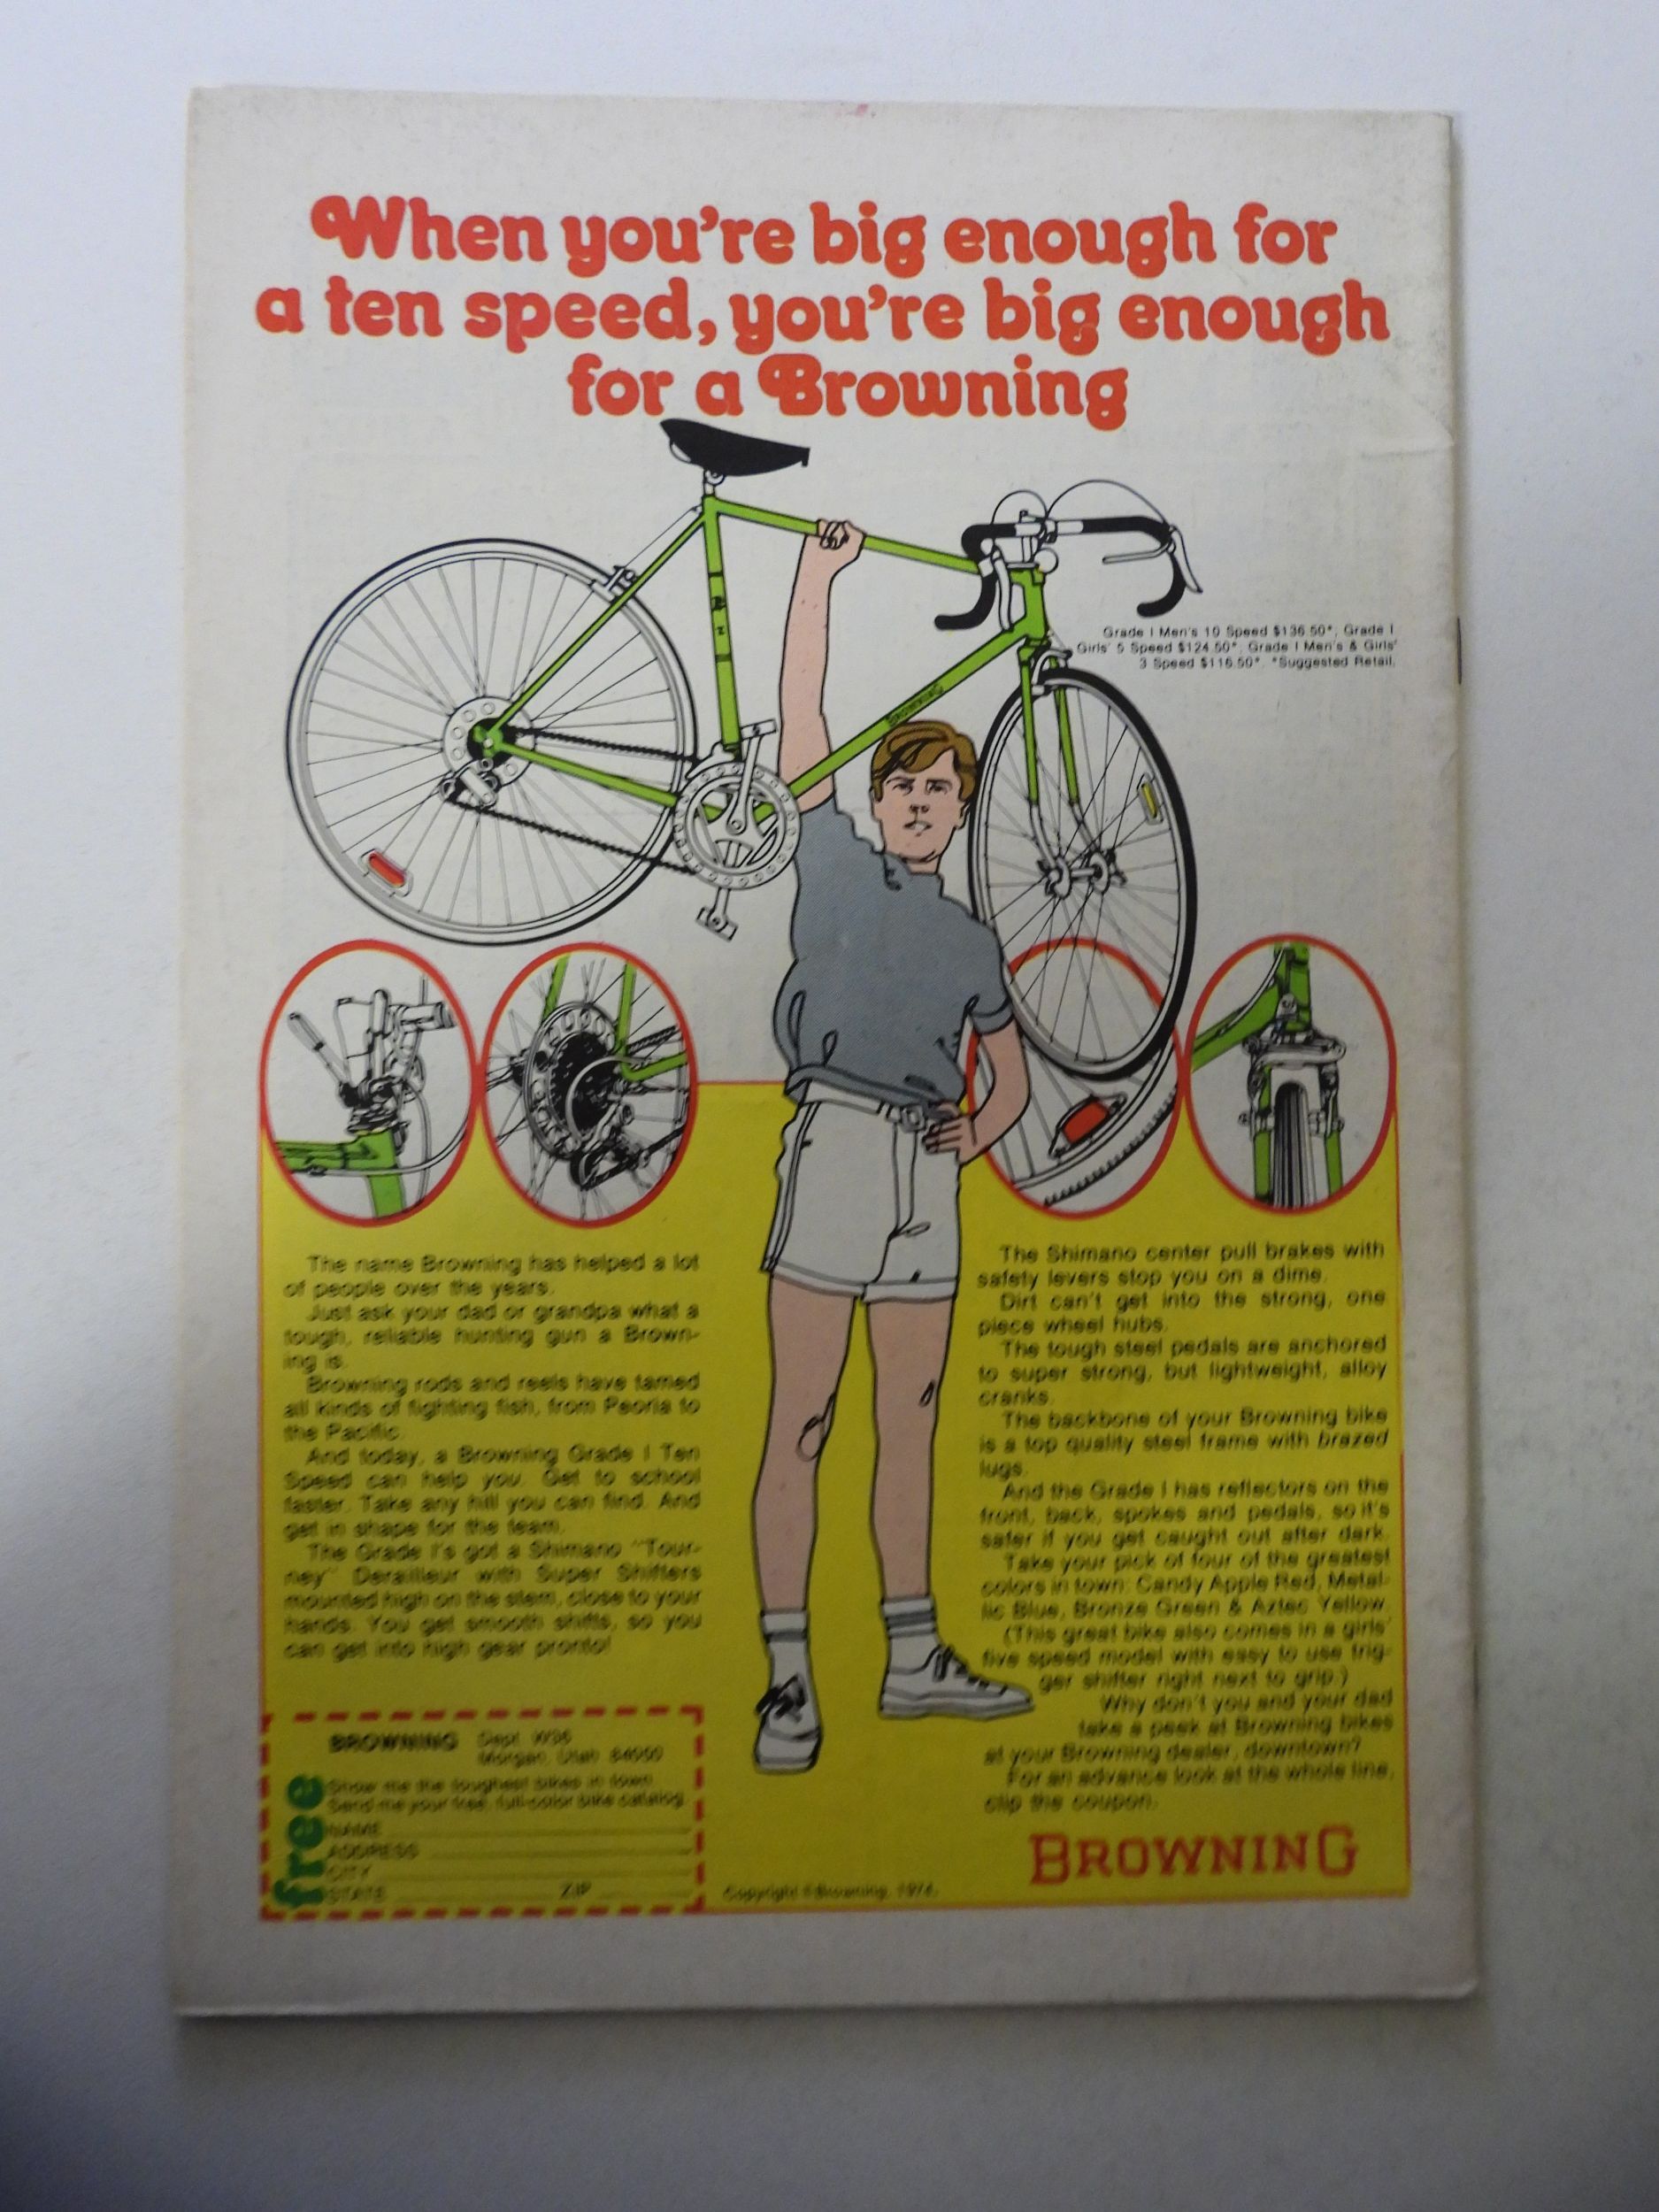 When you're big enough for
a ten speed, you're big enough
for a Browning
Grade I Men's 10 Speed $136.50*, Grade I
Girls' 5 Speed $124.50*, Grade I Men's & Girls'
3 Speed $116.50*. *Suggested Retail.
BROWNING
The name Browning has helped a lot
of people over the years.
Just ask your dad or grandpa what a
tough, reliable hunting gun a Brown-
ing is.
Browning rods and reels have tamed
all kinds of fighting fish, from Peoria to
the Pacific.
And today, a Browning Grade I Ten
Speed can help you. Get to school
faster. Take any hill you can find. And
get in shape for the team.
The Grade I's got a Shimano "Tour-
ney" Derailleur with Super Shifters
mounted high on the stem, close to your
hands. You get smooth shifts, so you
can get into high gear pronto!
The Shimano center pull brakes with
safety levers stop you on a dime.
Dirt can't get into the strong, one
piece wheel hubs.
The tough steel pedals are anchored
to super strong, but lightweight, alloy
cranks.
The backbone of your Browning bike
is a top quality steel frame with brazed
lugs.
And the Grade I has reflectors on the
front, back, spokes and pedals, so it's
safer if you get caught out after dark.
Take your pick of four of the greatest
colors in town: Candy Apple Red, Metal-
lic Blue, Bronze Green & Aztec Yellow.
(This great bike also comes in a girls'
five speed model with easy to use trig-
ger shifter right next to grip.)
Why don't you and your dad
take a peek at Browning bikes
at your Browning dealer, downtown?
For an advance look at the whole line,
clip the coupon.
BROWNING
BROWNING Dept.
Morgan, Utah
free
Show me the toughest bikes in town.
Send me your free, full-color bike catalog.
NAME
ADDRESS
CITY
STATE ZIP
Copyright © Browning, 1974.